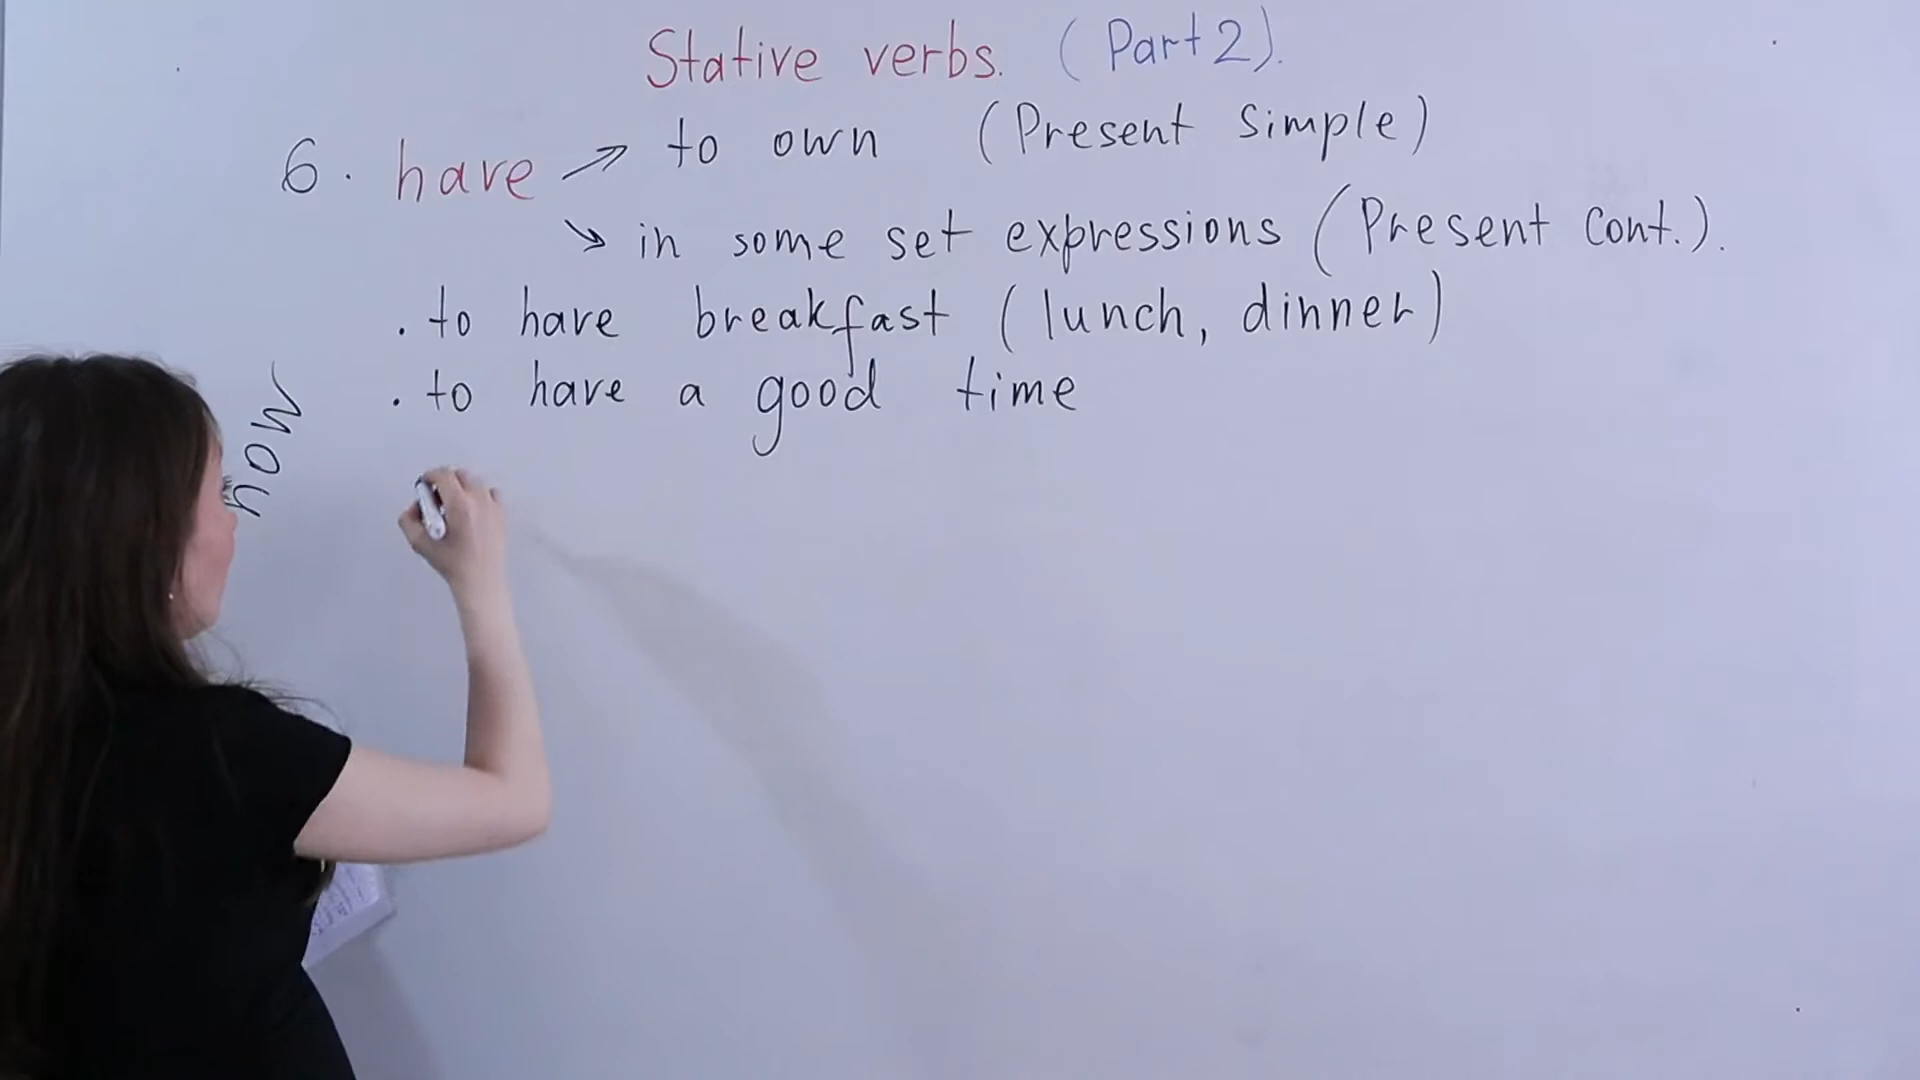 Stative verbs. (Part 2).
6. have ↗ to own (Present Simple)
↘ in some set expressions (Present Cont.).
. to have breakfast (lunch, dinner)
. to have a good time
now